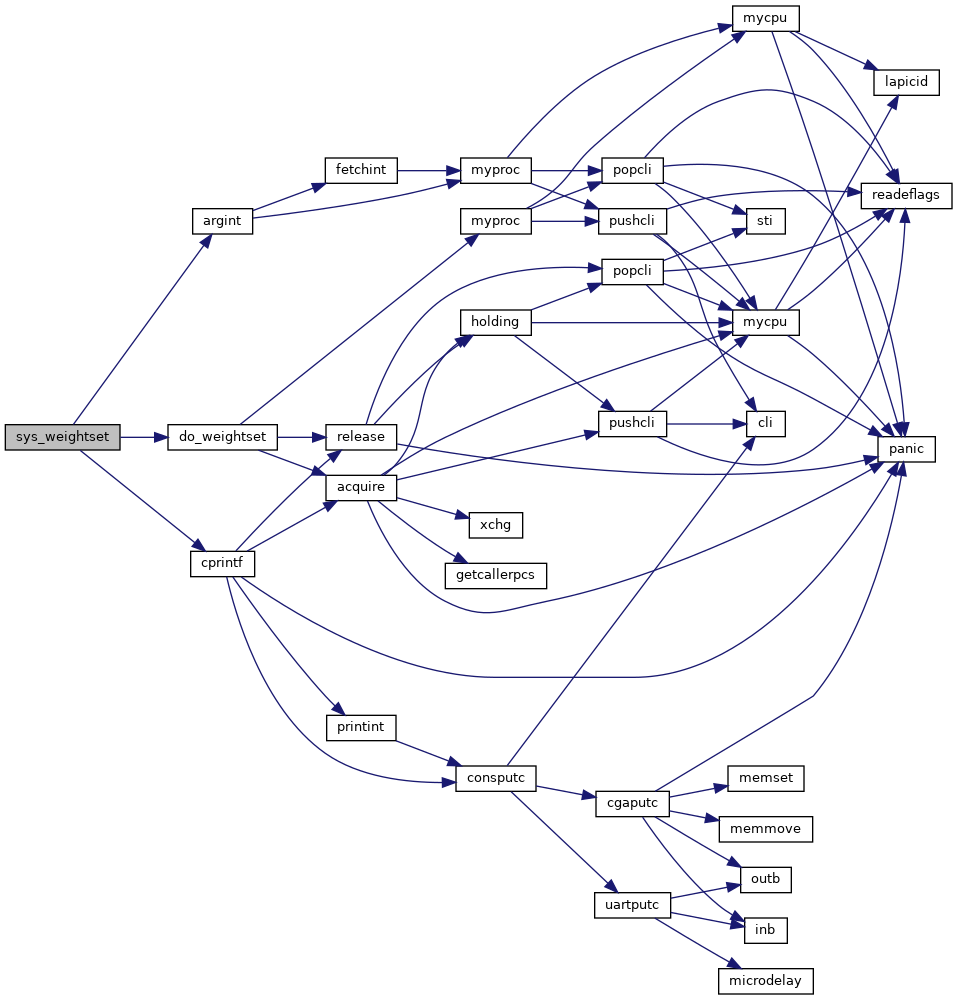 mycpu
lapicid
fetchint
myproc
popcli
readeflags
argint
myproc
pushcli
sti
popcli
holding
mycpu
sys_weightset
do_weightset
release
pushcli
cli
panic
acquire
xchg
cprintf
getcallerpcs
printint
consputc
memset
cgaputc
memmove
outb
uartputc
inb
microdelay